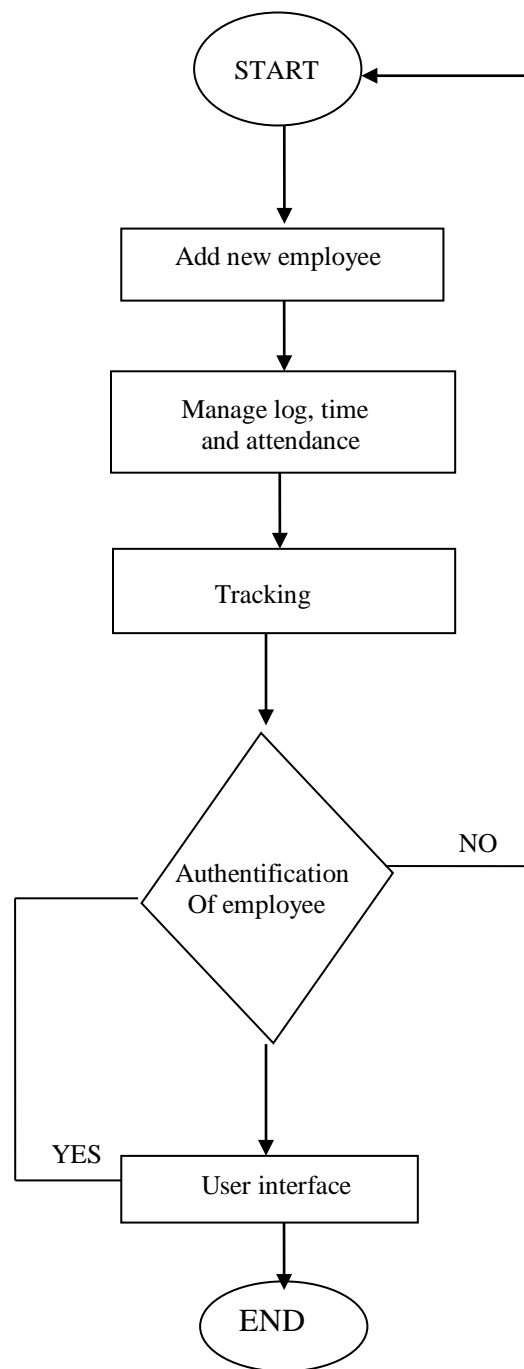 START
Add new employee
Manage log, time
and attendance
Tracking
NO
Authentification
Of employee
YES
User interface
END